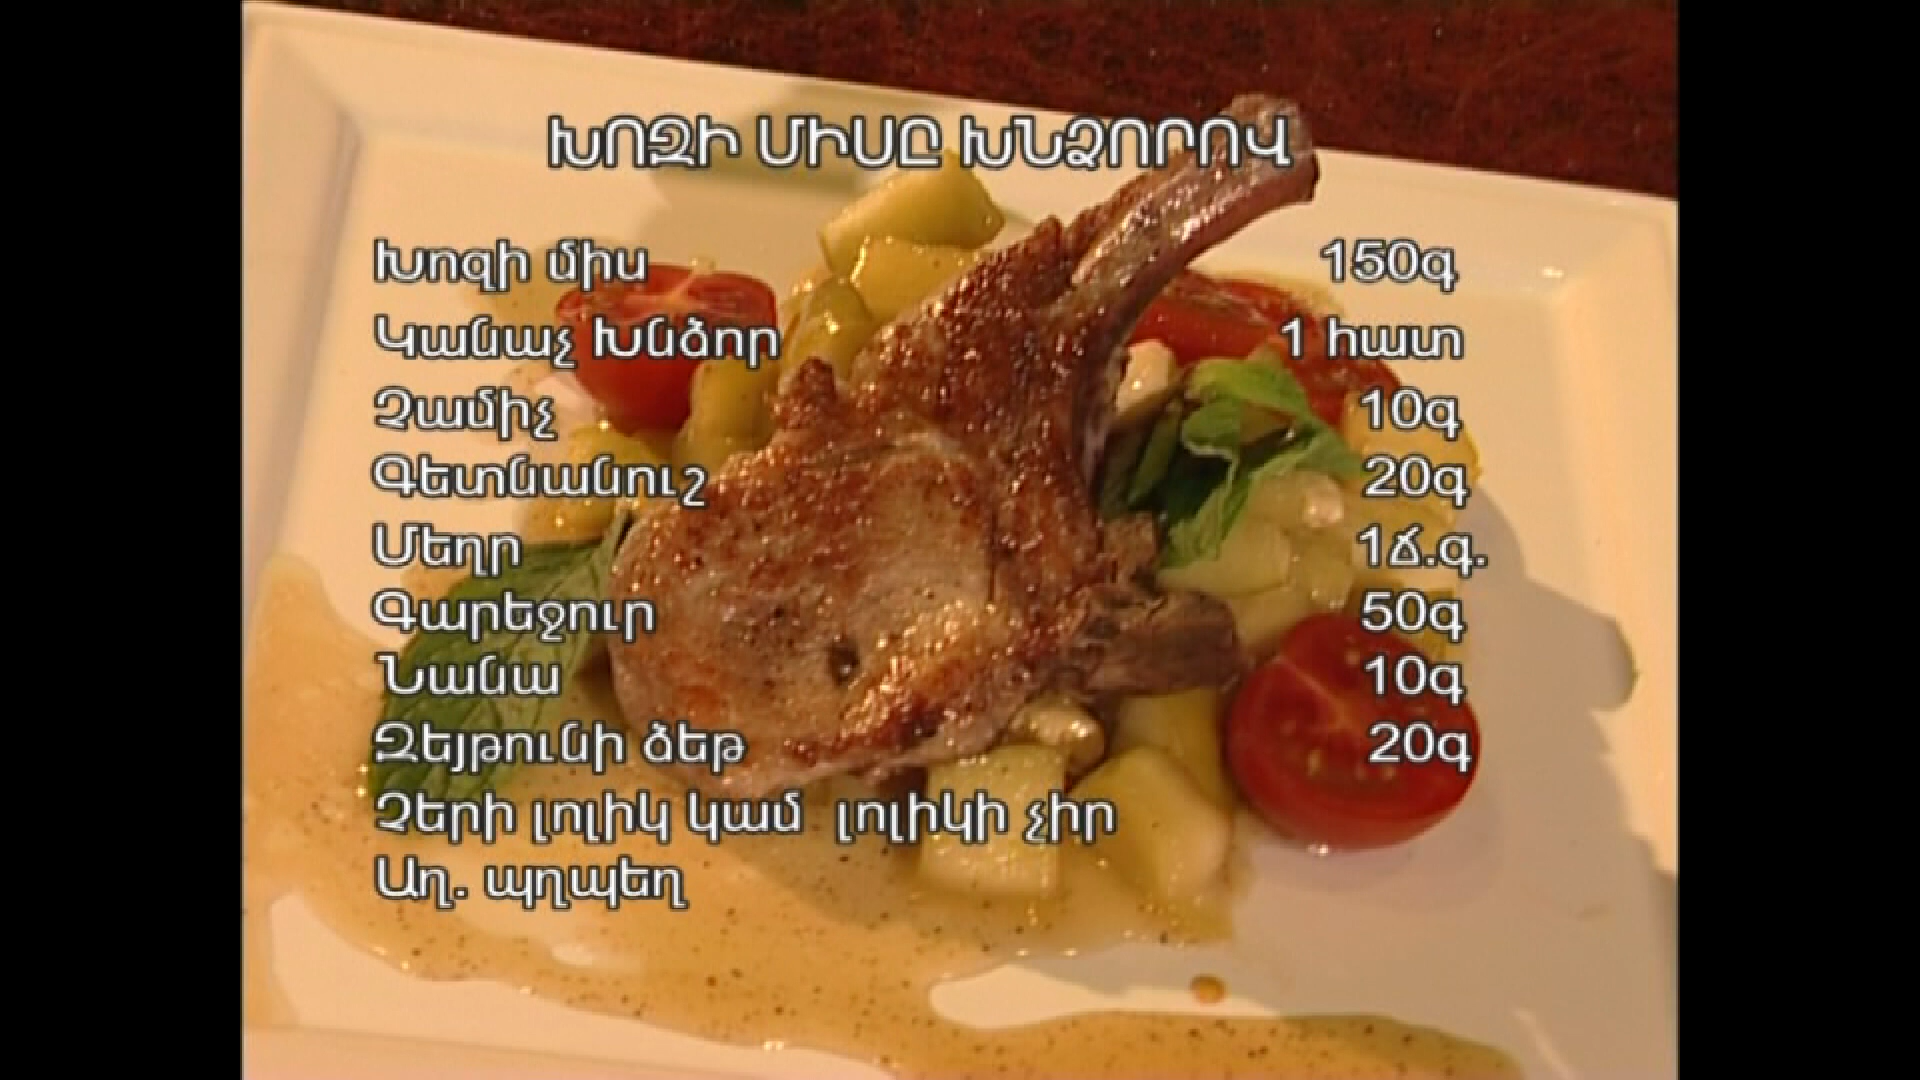 ԽՈԶԻ ՄԻՍԸ ԽՆՁՈՐՈՎ
Խոզի միս 150գ
Կանաչ Խնձոր 1 հատ
Չամիչ 10գ
Գետնանուշ 20գ
Մեղր 1ճ.գ.
Գարեջուր 50գ
Նանա 10գ
Ձեյթունի ձեթ 20գ
Չերի լոլիկ կամ լոլիկի չիր
Աղ. պղպեղ